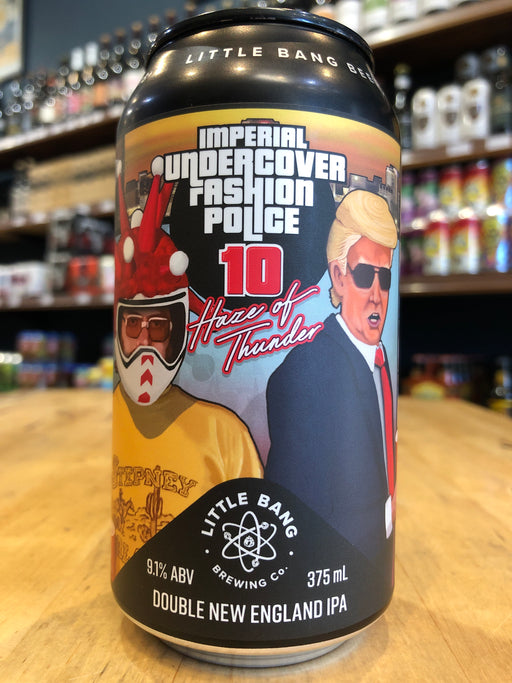 LITTLE BANG
IMPERIAL
UNDERCOVER
FASHION
POLICE
10
Haze of
Thunder
STEPNEY
LITTLE BANG
BREWING CO.
9.1% ABV
375 mL
DOUBLE NEW ENGLAND IPA